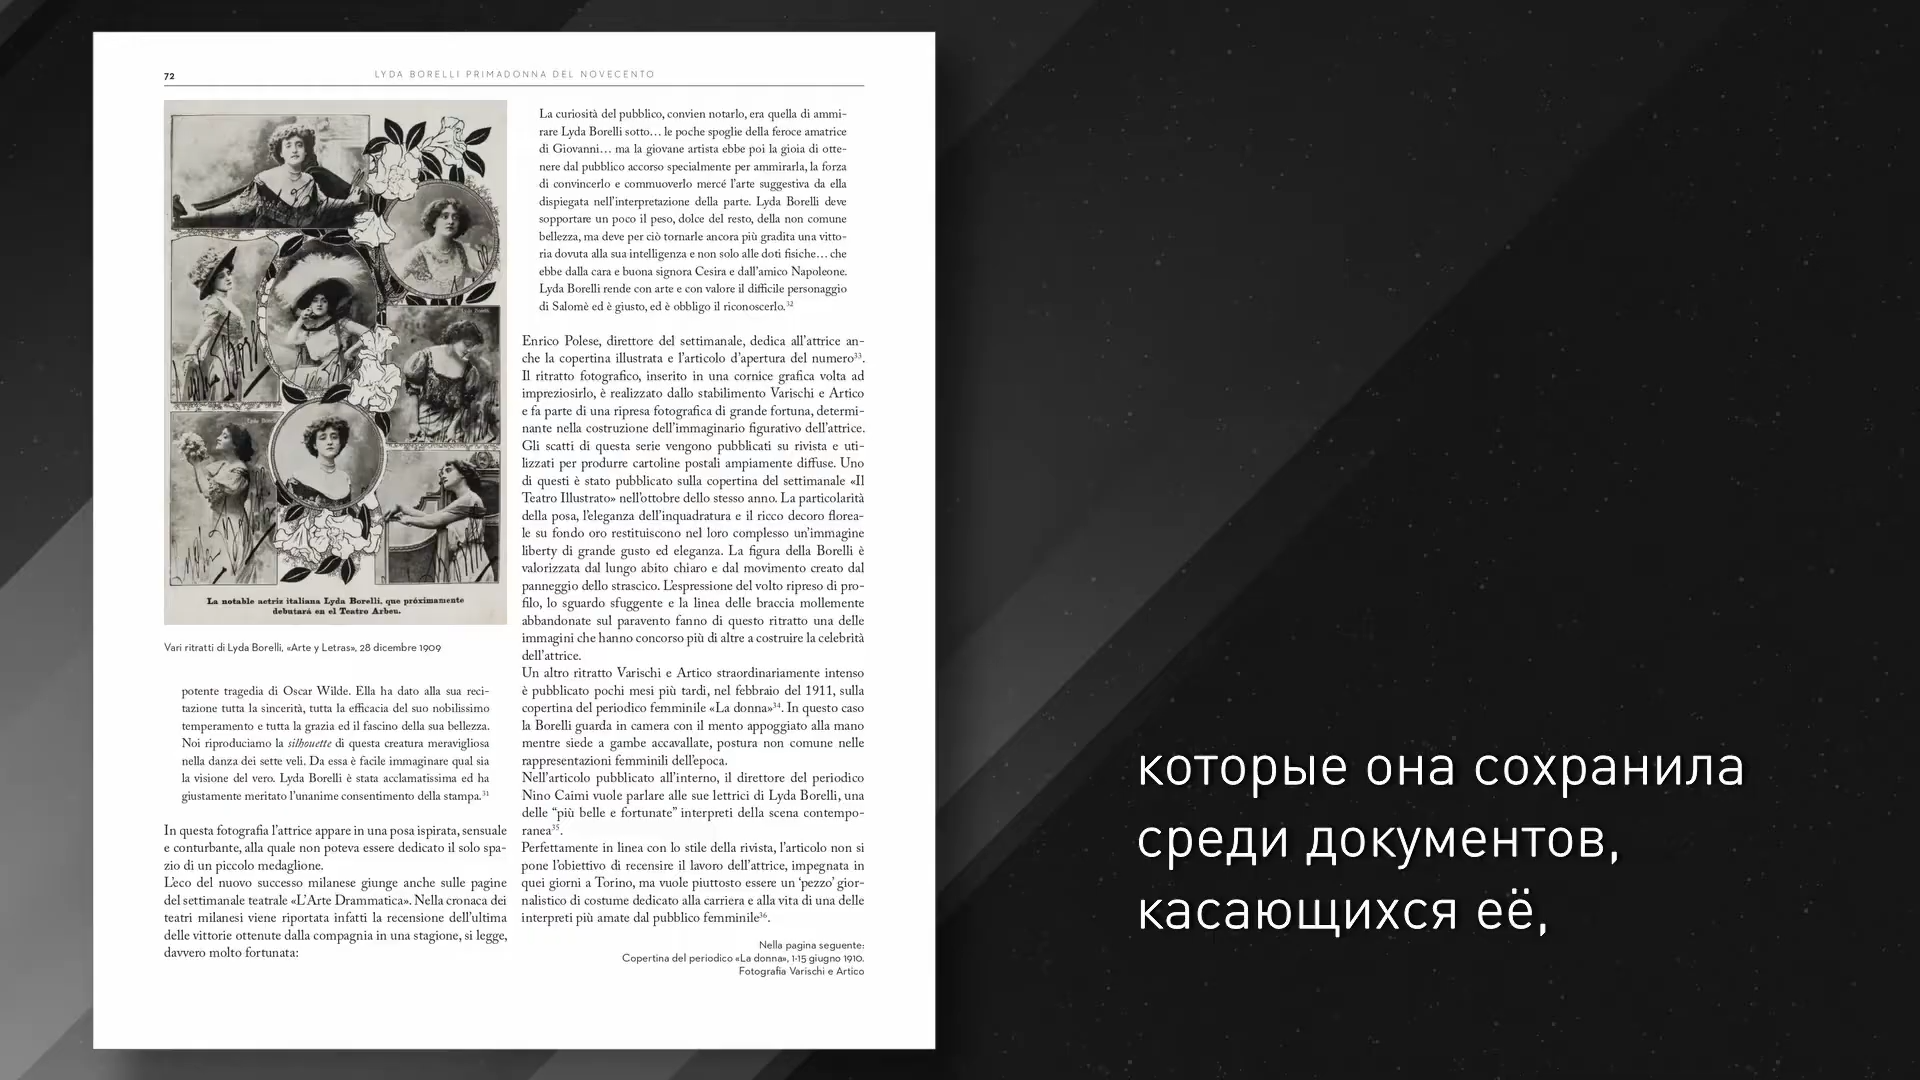 72
LYDA BORELLI PRIMADONNA DEL NOVECENTO
La notable actriz italiana Lyda Borelli, que próximamente
debutará en el Teatro Arbeu.
Vari ritratti di Lyda Borelli, «Arte y Letras», 28 dicembre 1909
potente tragedia di Oscar Wilde. Ella ha dato alla sua reci-
tazione tutta la sincerità, tutta la efficacia del suo nobilissimo
temperamento e tutta la grazia ed il fascino della sua bellezza.
Noi riproduciamo la silhouette di questa creatura meravigliosa
nella danza dei sette veli. Da essa è facile immaginare qual sia
la visione del vero. Lyda Borelli è stata acclamatissima ed ha
giustamente meritato l'unanime consentimento della stampa.31
In questa fotografia l'attrice appare in una posa ispirata, sensuale
e conturbante, alla quale non poteva essere dedicato il solo spa-
zio di un piccolo medaglione.
L'eco del nuovo successo milanese giunge anche sulle pagine
del settimanale teatrale «L'Arte Drammatica». Nella cronaca dei
teatri milanesi viene riportata infatti la recensione dell'ultima
delle vittorie ottenute dalla compagnia in una stagione, si legge,
davvero molto fortunata:
La curiosità del pubblico, convien notarlo, era quella di ammi-
rare Lyda Borelli sotto… le poche spoglie della feroce amatrice
di Giovanni… ma la giovane artista ebbe poi la gioia di otte-
nere dal pubblico accorso specialmente per ammirarla, la forza
di convincerlo e commuoverlo mercé l'arte suggestiva da ella
dispiegata nell'interpretazione della parte. Lyda Borelli deve
sopportare un poco il peso, dolce del resto, della non comune
bellezza, ma deve per ciò tornarle ancora più gradita una vitto-
ria dovuta alla sua intelligenza e non solo alle doti fisiche… che
ebbe dalla cara e buona signora Cesira e dall'amico Napoleone.
Lyda Borelli rende con arte e con valore il difficile personaggio
di Salomè ed è giusto, ed è obbligo il riconoscerlo.32
Enrico Polese, direttore del settimanale, dedica all'attrice an-
che la copertina illustrata e l'articolo d'apertura del numero33.
Il ritratto fotografico, inserito in una cornice grafica volta ad
impreziosirlo, è realizzato dallo stabilimento Varischi e Artico
e fa parte di una ripresa fotografica di grande fortuna, determi-
nante nella costruzione dell'immaginario figurativo dell'attrice.
Gli scatti di questa serie vengono pubblicati su rivista e uti-
lizzati per produrre cartoline postali ampiamente diffuse. Uno
di questi è stato pubblicato sulla copertina del settimanale «Il
Teatro Illustrato» nell'ottobre dello stesso anno. La particolarità
della posa, l'eleganza dell'inquadratura e il ricco decoro florea-
le su fondo oro restituiscono nel loro complesso un'immagine
liberty di grande gusto ed eleganza. La figura della Borelli è
valorizzata dal lungo abito chiaro e dal movimento creato dal
panneggio dello strascico. L'espressione del volto ripreso di pro-
filo, lo sguardo sfuggente e la linea delle braccia mollemente
abbandonate sul paravento fanno di questo ritratto una delle
immagini che hanno concorso più di altre a costruire la celebrità
dell'attrice.
Un altro ritratto Varischi e Artico straordinariamente intenso
è pubblicato pochi mesi più tardi, nel febbraio del 1911, sulla
copertina del periodico femminile «La donna»34. In questo caso
la Borelli guarda in camera con il mento appoggiato alla mano
mentre siede a gambe accavallate, postura non comune nelle
rappresentazioni femminili dell'epoca.
Nell'articolo pubblicato all'interno, il direttore del periodico
Nino Caimi vuole parlare alle sue lettrici di Lyda Borelli, una
delle "più belle e fortunate" interpreti della scena contempo-
ranea35.
Perfettamente in linea con lo stile della rivista, l'articolo non si
pone l'obiettivo di recensire il lavoro dell'attrice, impegnata in
quei giorni a Torino, ma vuole piuttosto essere un 'pezzo' gior-
nalistico di costume dedicato alla carriera e alla vita di una delle
interpreti più amate dal pubblico femminile36.
Nella pagina seguente:
Copertina del periodico «La donna», 1-15 giugno 1910.
Fotografia Varischi e Artico
которые она сохранила
среди документов,
касающихся её,